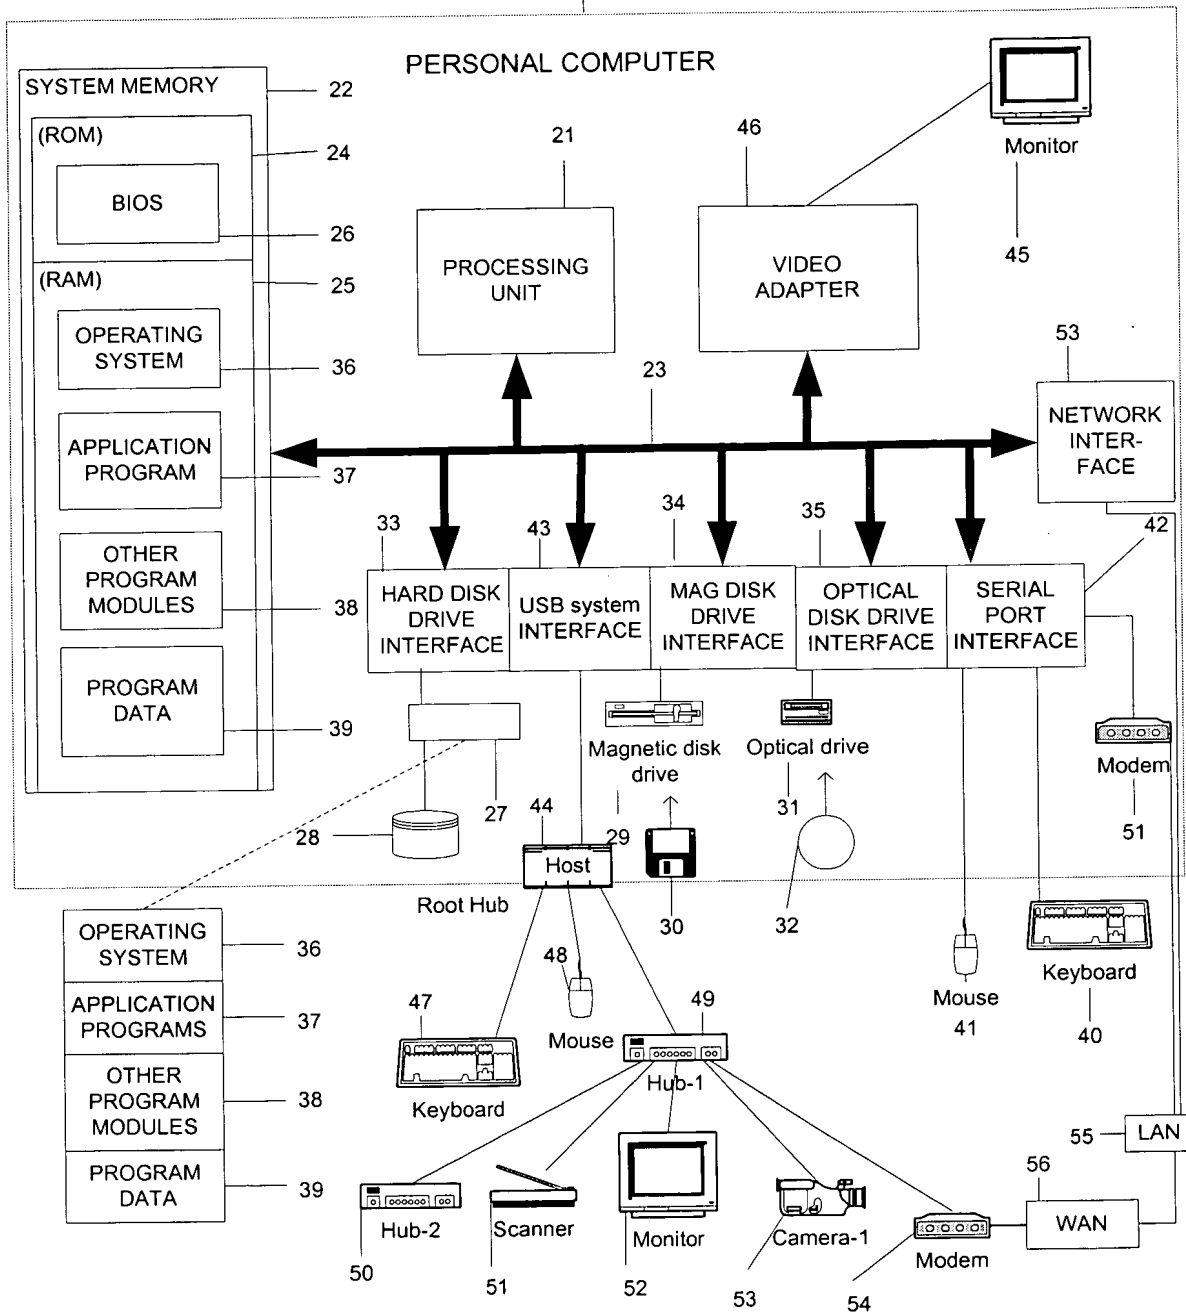 PERSONAL COMPUTER
SYSTEM MEMORY
22
(ROM)
24
BIOS
26
(RAM)
25
OPERATING
SYSTEM
36
APPLICATION
PROGRAM
37
OTHER
PROGRAM
MODULES
38
PROGRAM
DATA
39
21
PROCESSING
UNIT
46
VIDEO
ADAPTER
Monitor
45
23
53
NETWORK
INTER-
FACE
33
HARD DISK
DRIVE
INTERFACE
43
USB system
INTERFACE
34
MAG DISK
DRIVE
INTERFACE
35
OPTICAL
DISK DRIVE
INTERFACE
42
SERIAL
PORT
INTERFACE
27
28
Magnetic disk
drive
29
Optical drive
31
Modem
51
44
Host
Root Hub
30
32
OPERATING
SYSTEM
36
APPLICATION
PROGRAMS
37
OTHER
PROGRAM
MODULES
38
PROGRAM
DATA
39
47
Keyboard
48
Mouse
49
Hub-1
Mouse
41
Keyboard
40
55
LAN
56
WAN
Hub-2
50
Scanner
51
Monitor
52
Camera-1
53
Modem
54